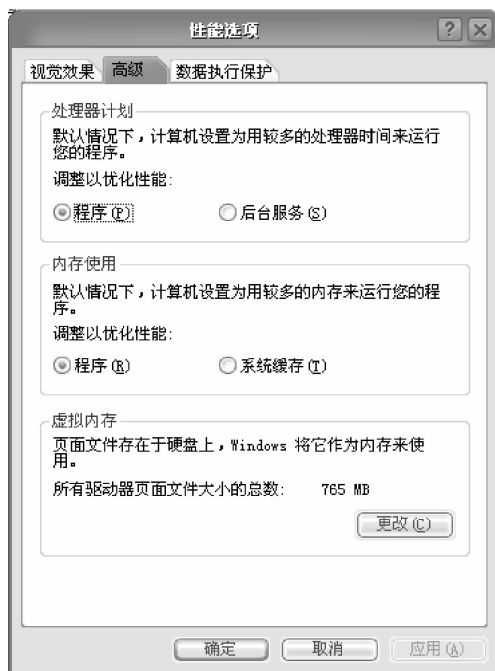 性能选项
视觉效果 高级 数据执行保护
处理器计划
默认情况下，计算机设置为用较多的处理器时间来运行
您的程序。
调整以优化性能:
程序(P) 后台服务(S)
内存使用
默认情况下，计算机设置为用较多的内存来运行您的程
序。
调整以优化性能:
程序(R) 系统缓存(T)
虚拟内存
页面文件存在于硬盘上，Windows 将它作为内存来使
用。
所有驱动器页面文件大小的总数: 765 MB
更改(C)
确定 取消 应用(A)